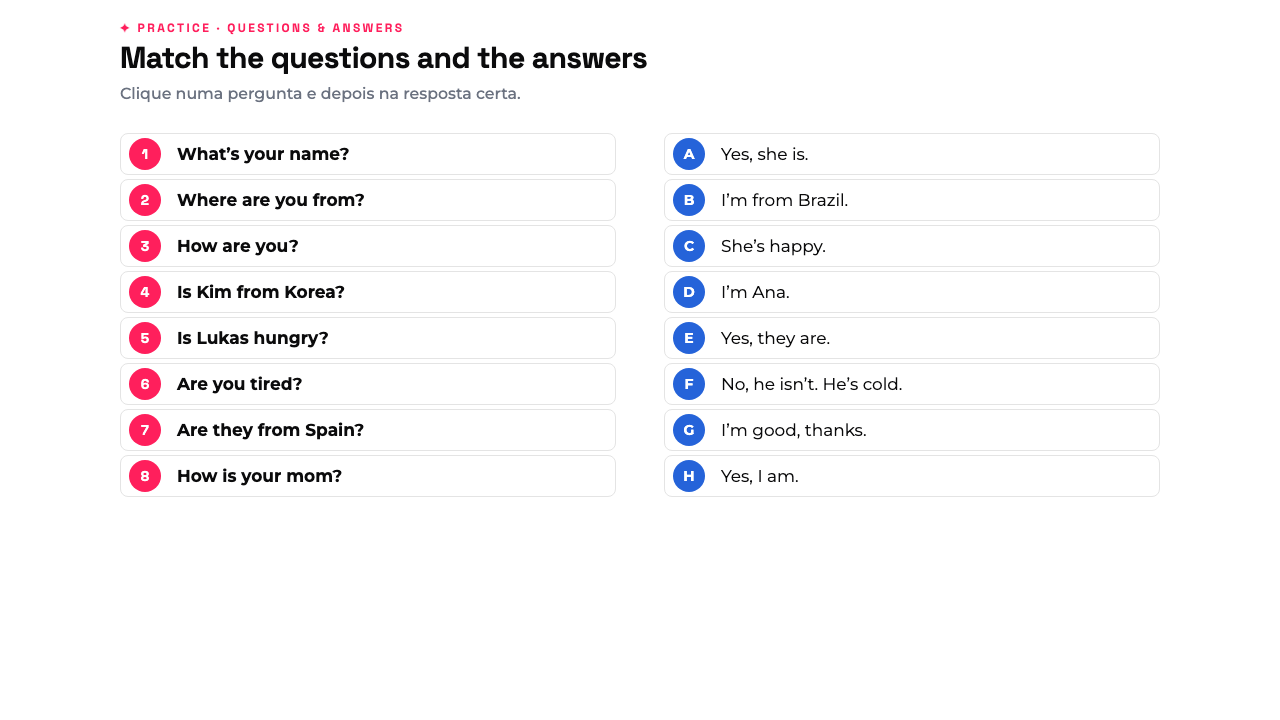 ✦ PRACTICE · QUESTIONS & ANSWERS
Match the questions and the answers
Clique numa pergunta e depois na resposta certa.
1 What’s your name?
2 Where are you from?
3 How are you?
4 Is Kim from Korea?
5 Is Lukas hungry?
6 Are you tired?
7 Are they from Spain?
8 How is your mom?
A Yes, she is.
B I’m from Brazil.
C She’s happy.
D I’m Ana.
E Yes, they are.
F No, he isn’t. He’s cold.
G I’m good, thanks.
H Yes, I am.